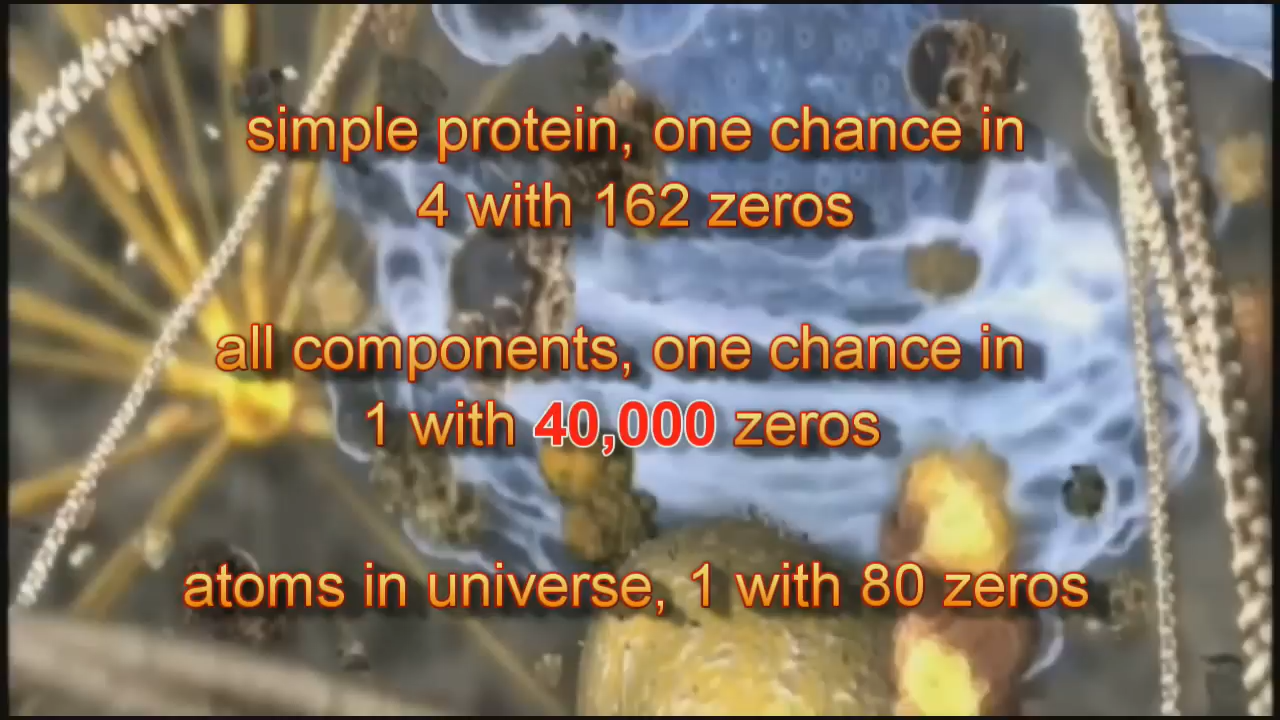 simple protein, one chance in
4 with 162 zeros
all components, one chance in
1 with 40,000 zeros
atoms in universe, 1 with 80 zeros